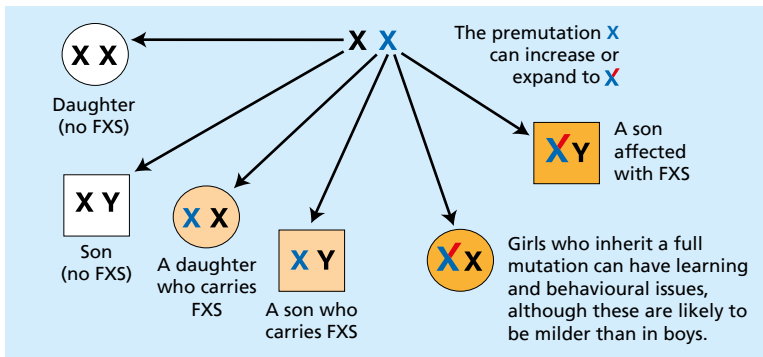 X X
The premutation X
can increase or
expand to X
X X
Daughter
(no FXS)
X Y
A son
affected
with FXS
X Y
Son
(no FXS)
X X
A daughter
who carries
FXS
X Y
A son who
carries FXS
X X
Girls who inherit a full
mutation can have learning
and behavioural issues,
although these are likely to
be milder than in boys.